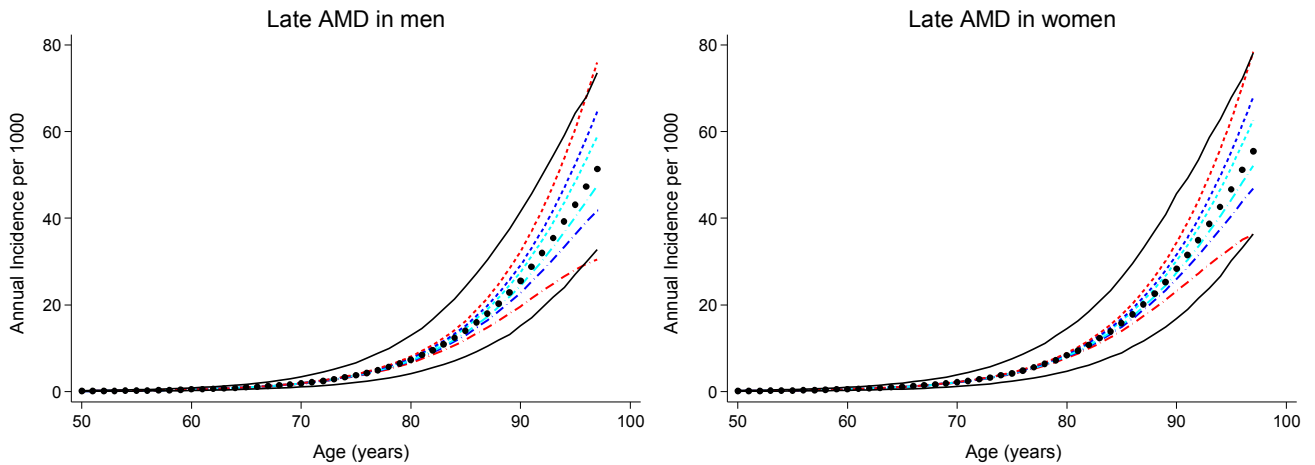 Late AMD in men
80
60
40
20
0
50 60 70 80 90 100
Annual Incidence per 1000
Age (years)
Late AMD in women
80
60
40
20
0
50 60 70 80 90 100
Annual Incidence per 1000
Age (years)